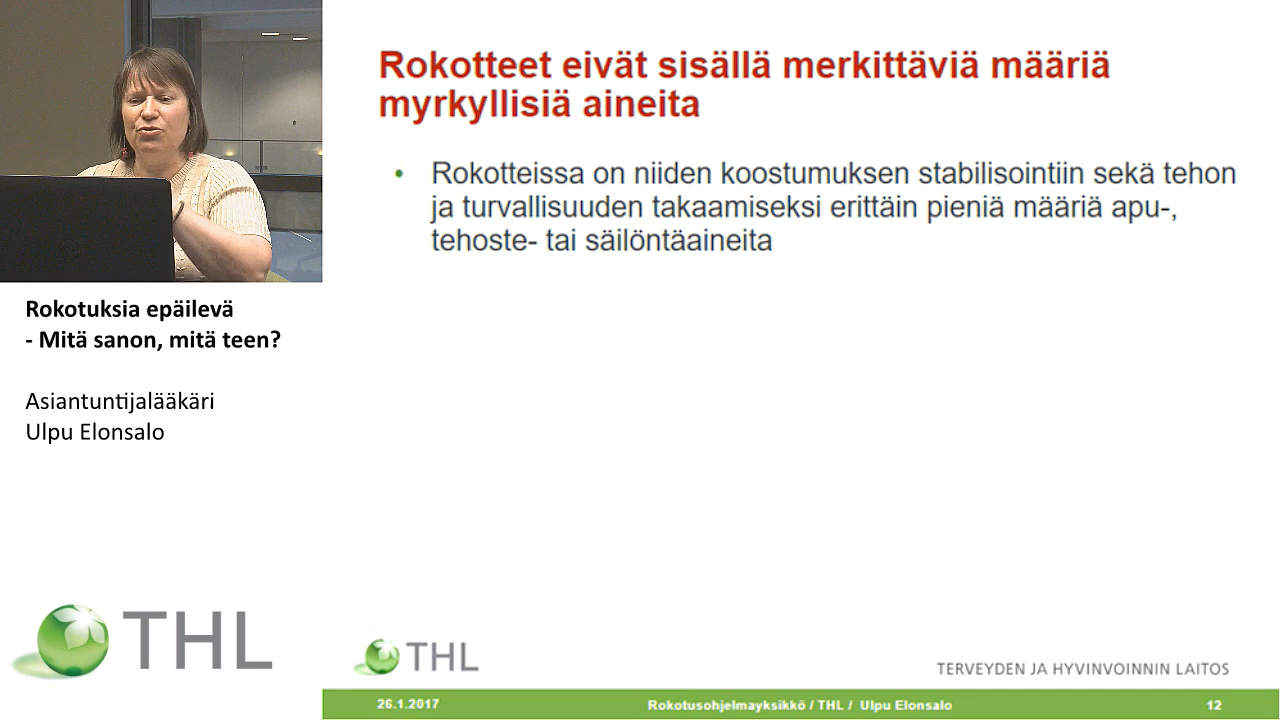 Rokotteet eivät sisällä merkittäviä määriä
myrkyllisiä aineita
• Rokotteissa on niiden koostumuksen stabilisointiin sekä tehon
ja turvallisuuden takaamiseksi erittäin pieniä määriä apu-,
tehoste- tai säilöntäaineita
Rokotuksia epäilevä
- Mitä sanon, mitä teen?
Asiantuntijalääkäri
Ulpu Elonsalo
THL
THL
TERVEYDEN JA HYVINVOINNIN LAITOS
26.1.2017 Rokotusohjelmayksikkö / THL / Ulpu Elonsalo 12